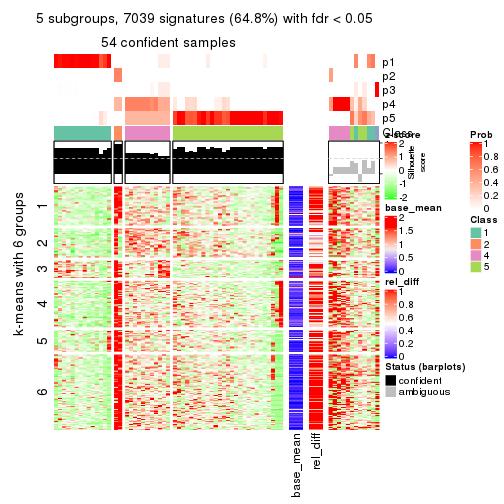 5 subgroups, 7039 signatures (64.8%) with fdr < 0.05
54 confident samples
p1
p2
p3
p4
p5
Class
Silhouette
score
k-means with 6 groups
1
2
3
4
5
6
base_mean
rel_diff
z-score
2
1
0
-1
-2
base_mean
2
1.5
1
0.5
0
rel_diff
1
0.8
0.6
0.4
0.2
0
Status (barplots)
confident
ambiguous
Prob
1
0.8
0.6
0.4
0.2
0
Class
1
2
4
5